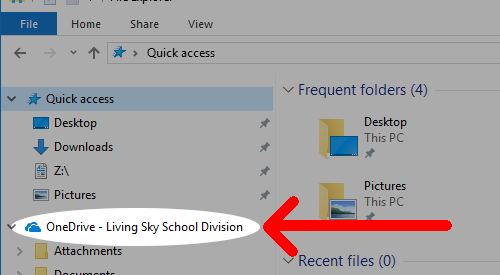 File Explorer
File Home Share View
Quick access
Quick access
Desktop
Downloads
Z:\
Pictures
OneDrive - Living Sky School Division
Attachments
Documents
Frequent folders (4)
Desktop
This PC
Pictures
This PC
Recent files (0)